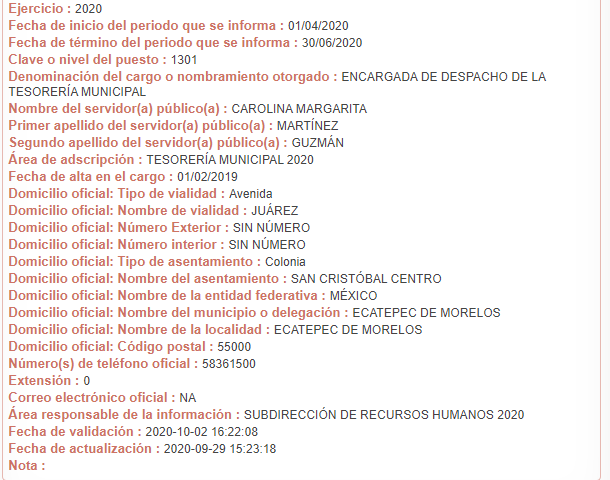 Ejercicio : 2020
Fecha de inicio del periodo que se informa : 01/04/2020
Fecha de término del periodo que se informa : 30/06/2020
Clave o nivel del puesto : 1301
Denominación del cargo o nombramiento otorgado : ENCARGADA DE DESPACHO DE LA
TESORERÍA MUNICIPAL
Nombre del servidor(a) público(a) : CAROLINA MARGARITA
Primer apellido del servidor(a) público(a) : MARTÍNEZ
Segundo apellido del servidor(a) público(a) : GUZMÁN
Área de adscripción : TESORERÍA MUNICIPAL 2020
Fecha de alta en el cargo : 01/02/2019
Domicilio oficial: Tipo de vialidad : Avenida
Domicilio oficial: Nombre de vialidad : JUÁREZ
Domicilio oficial: Número Exterior : SIN NÚMERO
Domicilio oficial: Número interior : SIN NÚMERO
Domicilio oficial: Tipo de asentamiento : Colonia
Domicilio oficial: Nombre del asentamiento : SAN CRISTÓBAL CENTRO
Domicilio oficial: Nombre de la entidad federativa : MÉXICO
Domicilio oficial: Nombre del municipio o delegación : ECATEPEC DE MORELOS
Domicilio oficial: Nombre de la localidad : ECATEPEC DE MORELOS
Domicilio oficial: Código postal : 55000
Número(s) de teléfono oficial : 58361500
Extensión : 0
Correo electrónico oficial : NA
Área responsable de la información : SUBDIRECCIÓN DE RECURSOS HUMANOS 2020
Fecha de validación : 2020-10-02 16:22:08
Fecha de actualización : 2020-09-29 15:23:18
Nota :